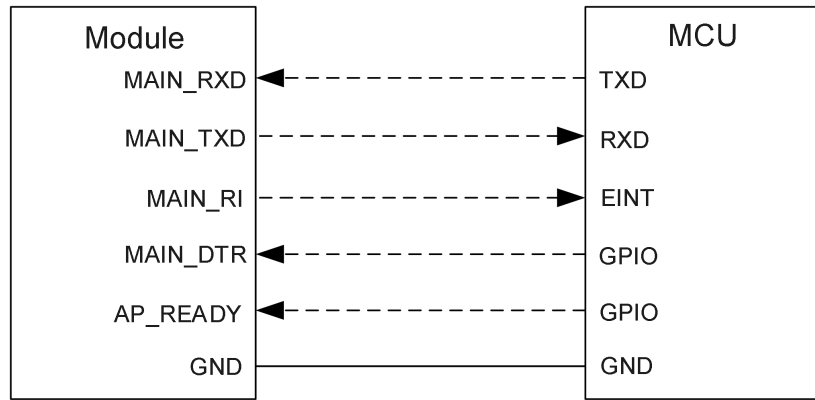 Module MCU
MAIN_RXD TXD
MAIN_TXD RXD
MAIN_RI EINT
MAIN_DTR GPIO
AP_READY GPIO
GND GND